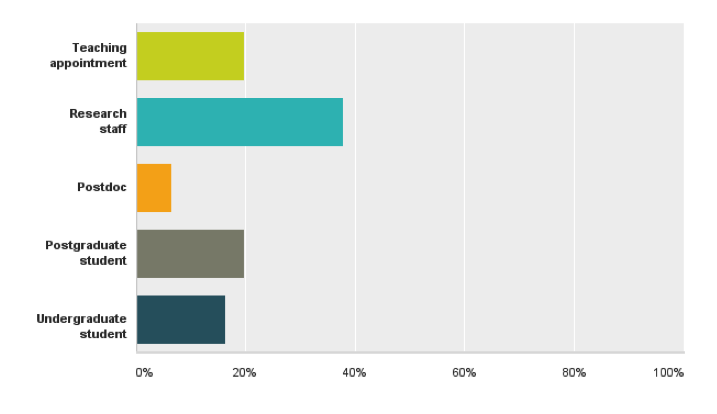 Teaching
appointment
Research
staff
Postdoc
Postgraduate
student
Undergraduate
student
0% 20% 40% 60% 80% 100%